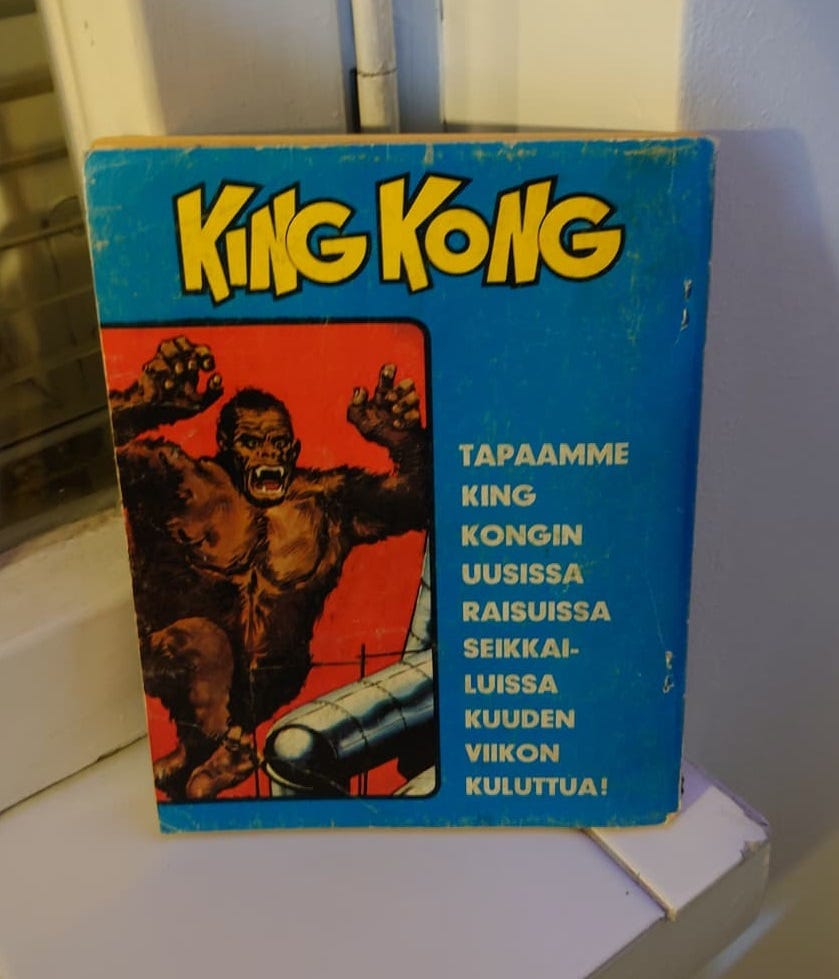 KING KONG
TAPAAMME
KING
KONGIN
UUSISSA
RAISUISSA
SEIKKAI-
LUISSA
KUUDEN
VIIKON
KULUTTUA!